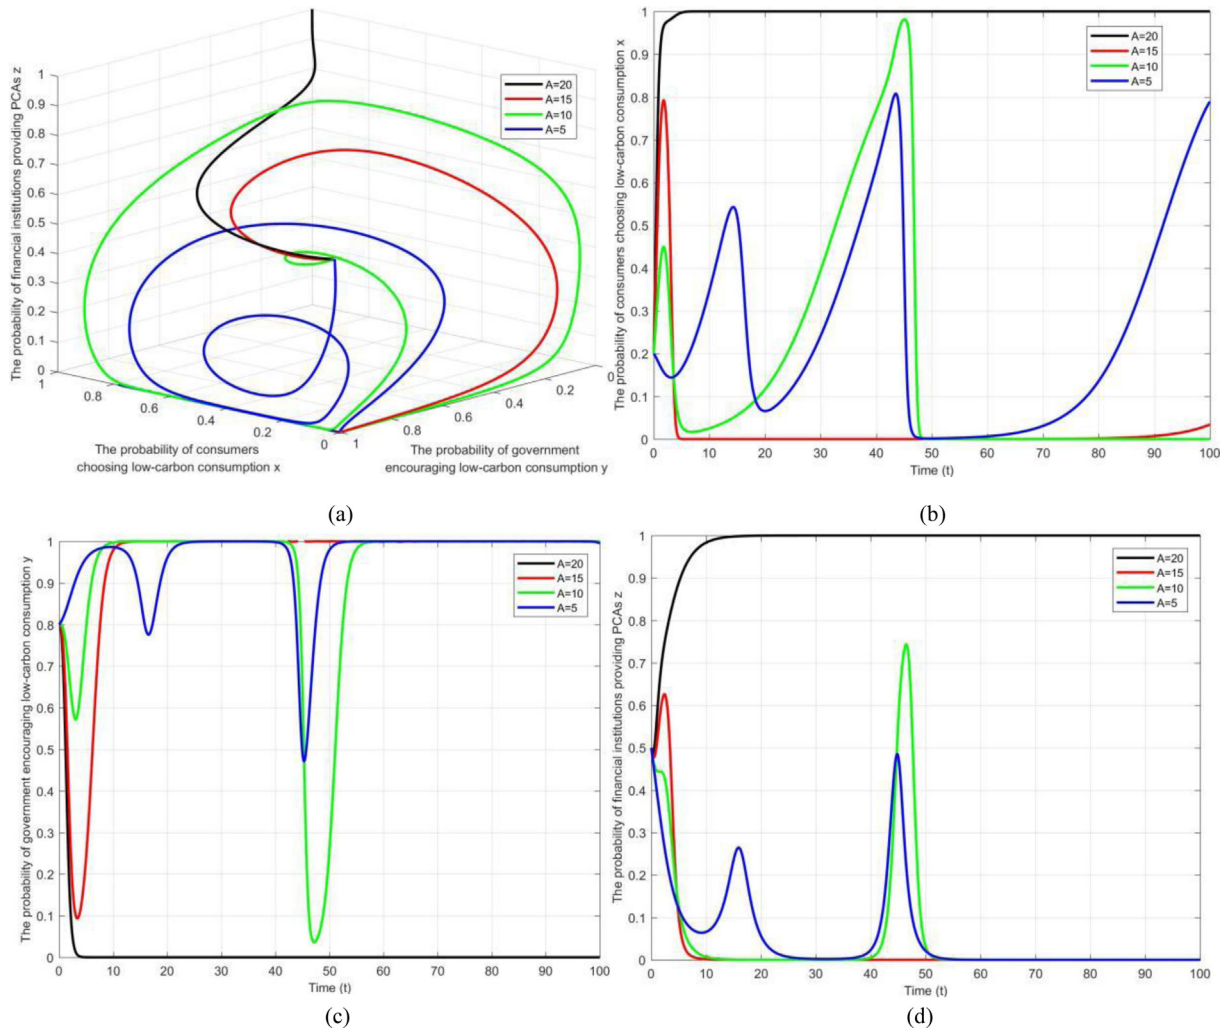 The probability of financial institutions providing PCAs z
1
0.9
0.8
0.7
0.6
0.5
0.4
0.3
0.2
0.1
0
1
0.8
0.6
0.4
0.2
0
1
0.8
0.6
0.4
0.2
0
A=20
A=15
A=10
A=5
The probability of consumers
choosing low-carbon consumption x
The probability of government
encouraging low-carbon consumption y
(a)
The probability of consumers choosing low-carbon consumption x
1
0.9
0.8
0.7
0.6
0.5
0.4
0.3
0.2
0.1
0
0 10 20 30 40 50 60 70 80 90 100
Time (t)
A=20
A=15
A=10
A=5
(b)
The probability of government encouraging low-carbon consumption y
1
0.9
0.8
0.7
0.6
0.5
0.4
0.3
0.2
0.1
0
0 10 20 30 40 50 60 70 80 90 100
Time (t)
A=20
A=15
A=10
A=5
(c)
The probability of financial institutions providing PCAs z
1
0.9
0.8
0.7
0.6
0.5
0.4
0.3
0.2
0.1
0
0 10 20 30 40 50 60 70 80 90 100
Time (t)
A=20
A=15
A=10
A=5
(d)